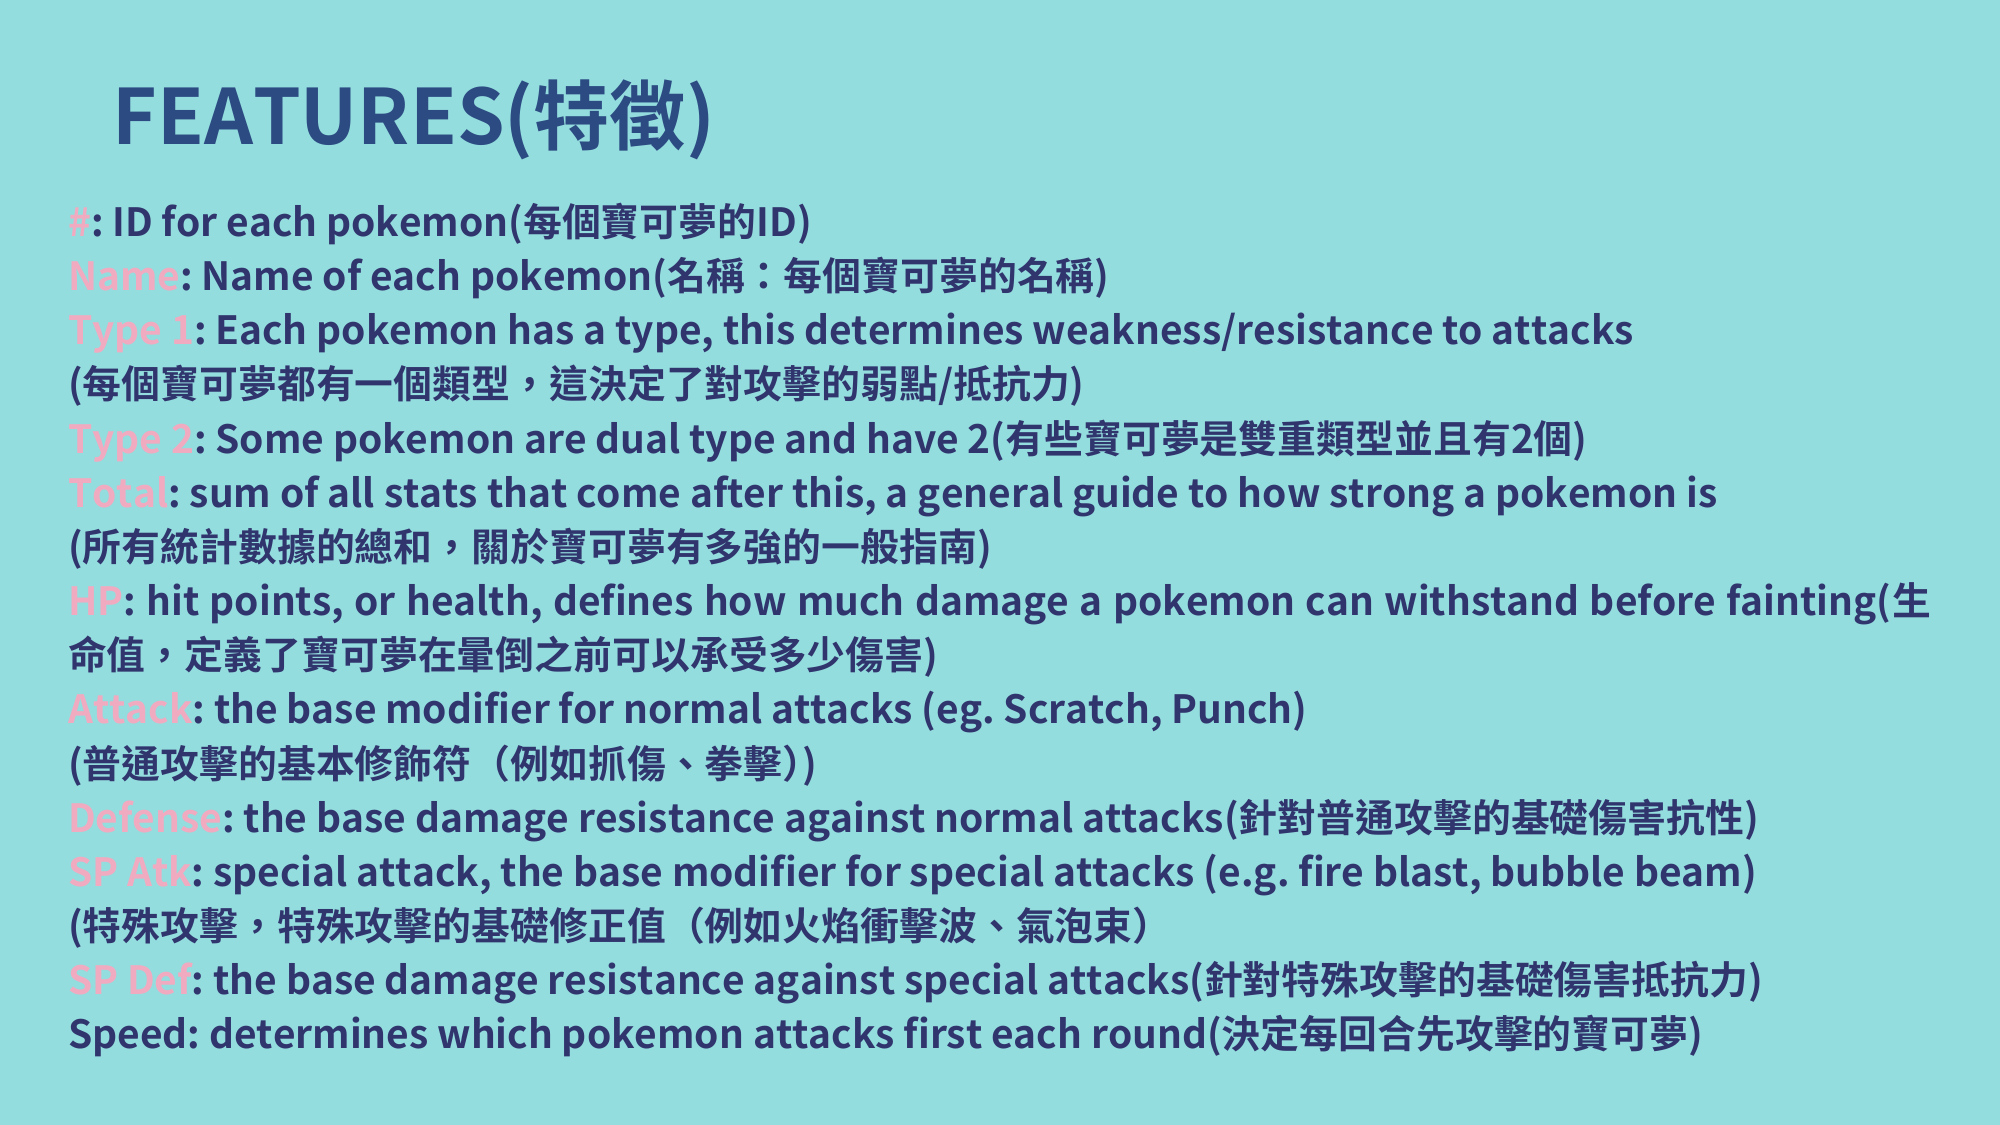 FEATURES(特徵)
#: ID for each pokemon(每個寶可夢的ID)
Name: Name of each pokemon(名稱：每個寶可夢的名稱)
Type 1: Each pokemon has a type, this determines weakness/resistance to attacks
(每個寶可夢都有一個類型，這決定了對攻擊的弱點/抵抗力)
Type 2: Some pokemon are dual type and have 2(有些寶可夢是雙重類型並且有2個)
Total: sum of all stats that come after this, a general guide to how strong a pokemon is
(所有統計數據的總和，關於寶可夢有多強的一般指南)
HP: hit points, or health, defines how much damage a pokemon can withstand before fainting(生
命值，定義了寶可夢在暈倒之前可以承受多少傷害)
Attack: the base modifier for normal attacks (eg. Scratch, Punch)
(普通攻擊的基本修飾符（例如抓傷、拳擊）)
Defense: the base damage resistance against normal attacks(針對普通攻擊的基礎傷害抗性)
SP Atk: special attack, the base modifier for special attacks (e.g. fire blast, bubble beam)
(特殊攻擊，特殊攻擊的基礎修正值（例如火焰衝擊波、氣泡束）
SP Def: the base damage resistance against special attacks(針對特殊攻擊的基礎傷害抵抗力)
Speed: determines which pokemon attacks first each round(決定每回合先攻擊的寶可夢)